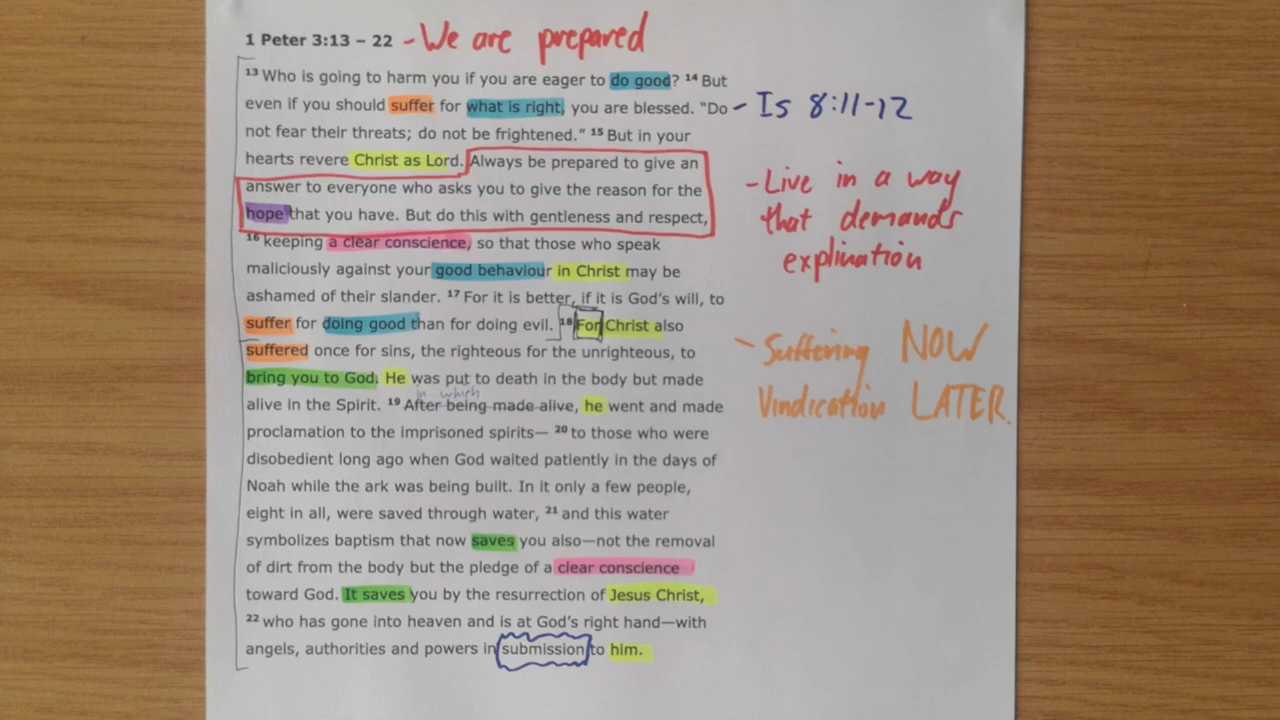 1 Peter 3:13 – 22 - We are prepared
13 Who is going to harm you if you are eager to do good? 14 But
even if you should suffer for what is right, you are blessed. "Do - Is 8:11-12
not fear their threats; do not be frightened." 15 But in your
hearts revere Christ as Lord. Always be prepared to give an
answer to everyone who asks you to give the reason for the
hope that you have. But do this with gentleness and respect,
- Live in a way
that demands
explination
16 keeping a clear conscience, so that those who speak
maliciously against your good behaviour in Christ may be
ashamed of their slander. 17 For it is better, if it is God's will, to
suffer for doing good than for doing evil. 18 For Christ also
suffered once for sins, the righteous for the unrighteous, to
bring you to God. He was put to death in the body but made
- Suffering NOW
Vindication LATER.
in which
alive in the Spirit. 19 After being made alive, he went and made
proclamation to the imprisoned spirits— 20 to those who were
disobedient long ago when God waited patiently in the days of
Noah while the ark was being built. In it only a few people,
eight in all, were saved through water, 21 and this water
symbolizes baptism that now saves you also—not the removal
of dirt from the body but the pledge of a clear conscience
toward God. It saves you by the resurrection of Jesus Christ,
22 who has gone into heaven and is at God's right hand—with
angels, authorities and powers in submission to him.